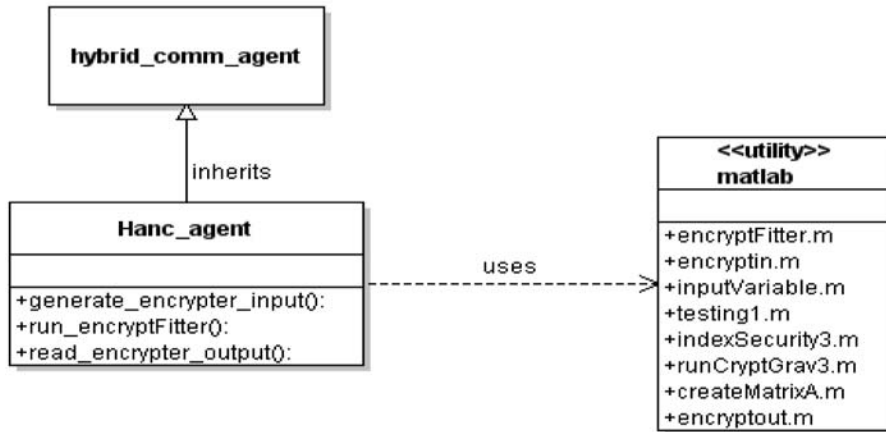 hybrid_comm_agent
inherits
Hanc_agent
+generate_encrypter_input():
+run_encryptFitter():
+read_encrypter_output():
uses
<<utility>>
matlab
+encryptFitter.m
+encryptin.m
+inputVariable.m
+testing1.m
+indexSecurity3.m
+runCryptGrav3.m
+createMatrixA.m
+encryptout.m